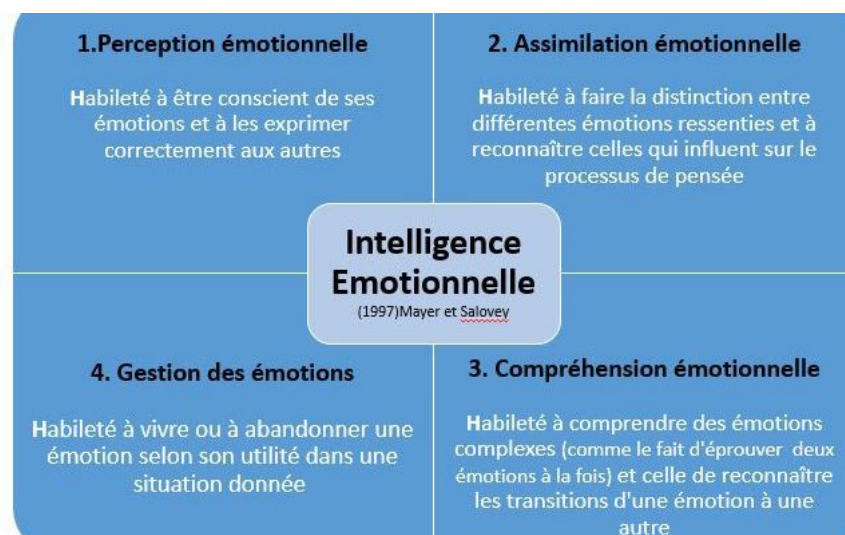 1.Perception émotionnelle
Habileté à être conscient de ses
émotions et à les exprimer
correctement aux autres
2. Assimilation émotionnelle
Habileté à faire la distinction entre
différentes émotions ressenties et à
reconnaître celles qui influent sur le
processus de pensée
Intelligence
Emotionnelle
(1997)Mayer et Salovey
4. Gestion des émotions
Habileté à vivre ou à abandonner une
émotion selon son utilité dans une
situation donnée
3. Compréhension émotionnelle
Habileté à comprendre des émotions
complexes (comme le fait d'éprouver deux
émotions à la fois) et celle de reconnaître
les transitions d'une émotion à une
autre